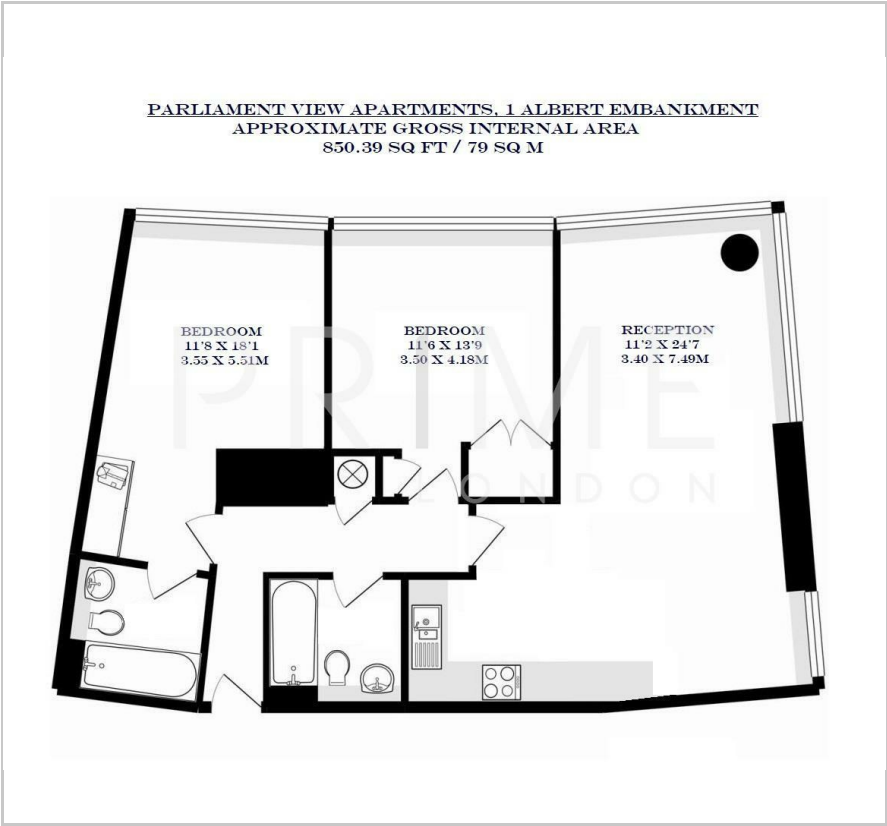 PARLIAMENT VIEW APARTMENTS, 1 ALBERT EMBANKMENT
APPROXIMATE GROSS INTERNAL AREA
850.39 SQ FT / 79 SQ M
BEDROOM
11'8 X 18'1
3.55 X 5.51M
BEDROOM
11'6 X 13'9
3.50 X 4.18M
RECEPTION
11'2 X 24'7
3.40 X 7.49M
PRIME
LONDON